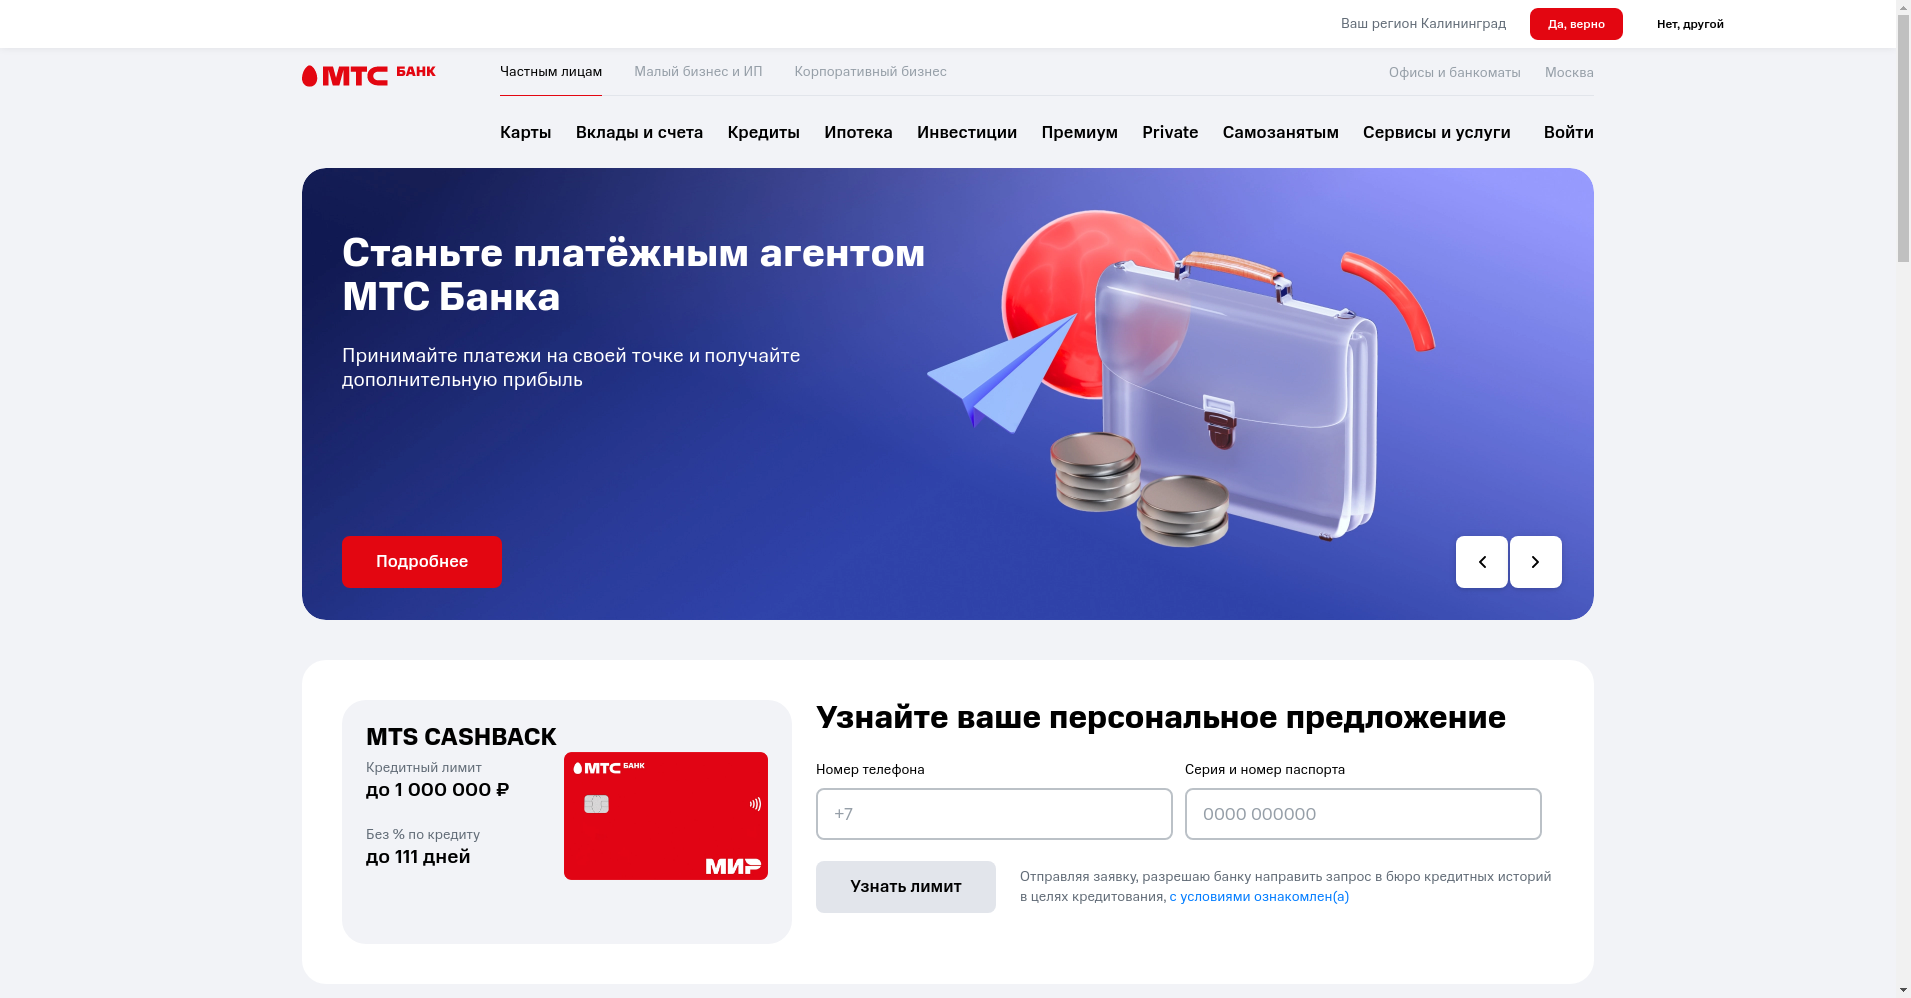 Ваш регион Калининград
Да, верно
Нет, другой
МТС БАНК
Частным лицам
Малый бизнес и ИП
Корпоративный бизнес
Офисы и банкоматы
Москва
Карты
Вклады и счета
Кредиты
Ипотека
Инвестиции
Премиум
Private
Самозанятым
Сервисы и услуги
Войти
Станьте платёжным агентом
МТС Банка
Принимайте платежи на своей точке и получайте
дополнительную прибыль
Подробнее
MTS CASHBACK
Кредитный лимит
до 1 000 000 ₽
Без % по кредиту
до 111 дней
МТС БАНК
МИР
Узнайте ваше персональное предложение
Номер телефона
Серия и номер паспорта
+7
0000 000000
Узнать лимит
Отправляя заявку, разрешаю банку направить запрос в бюро кредитных историй
в целях кредитования, с условиями ознакомлен(а)